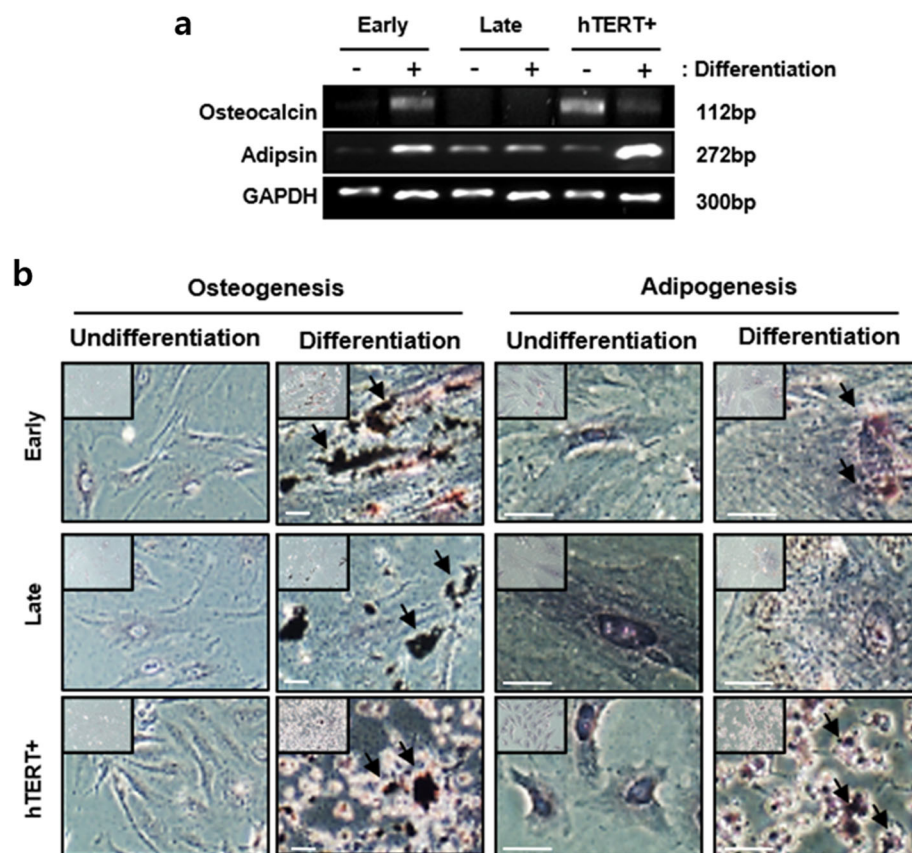 a
Early Late hTERT+
- + - + - + : Differentiation
Osteocalcin 112bp
Adipsin 272bp
GAPDH 300bp
b
Osteogenesis Adipogenesis
Undifferentiation Differentiation Undifferentiation Differentiation
Early
Late
hTERT+